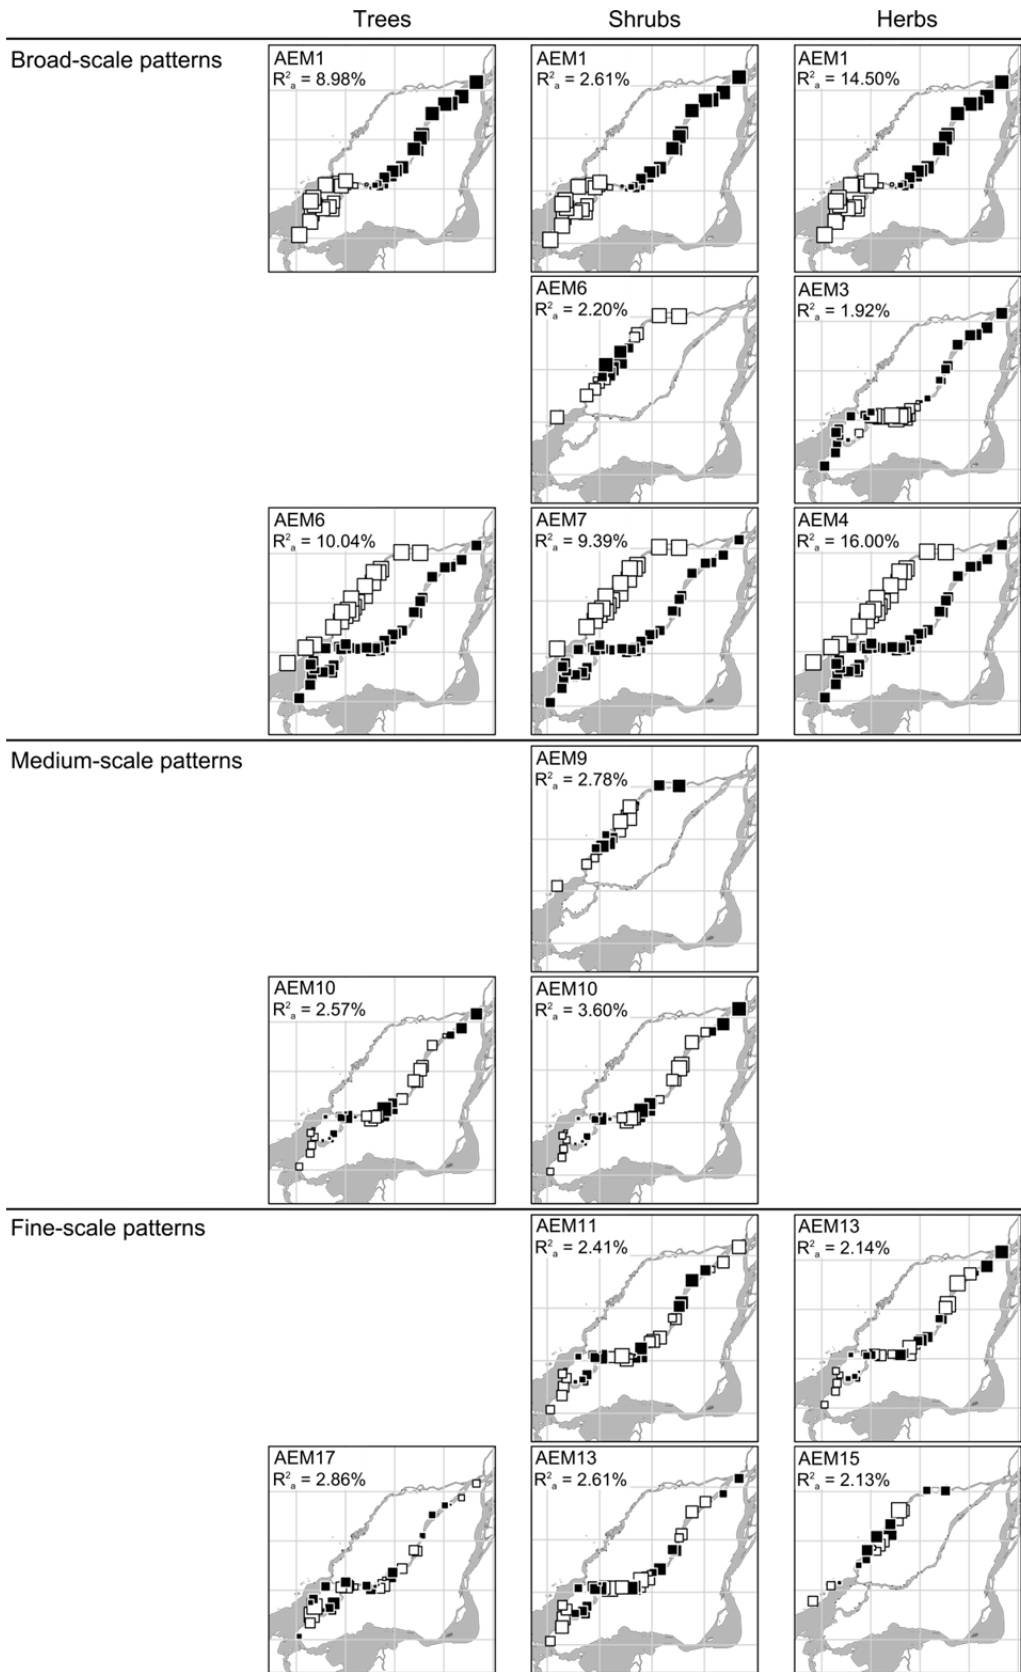 Trees Shrubs Herbs
Broad-scale patterns
AEM1
R²ₐ = 8.98%
AEM1
R²ₐ = 2.61%
AEM1
R²ₐ = 14.50%
AEM6
R²ₐ = 2.20%
AEM3
R²ₐ = 1.92%
AEM6
R²ₐ = 10.04%
AEM7
R²ₐ = 9.39%
AEM4
R²ₐ = 16.00%
Medium-scale patterns
AEM9
R²ₐ = 2.78%
AEM10
R²ₐ = 2.57%
AEM10
R²ₐ = 3.60%
Fine-scale patterns
AEM11
R²ₐ = 2.41%
AEM13
R²ₐ = 2.14%
AEM17
R²ₐ = 2.86%
AEM13
R²ₐ = 2.61%
AEM15
R²ₐ = 2.13%